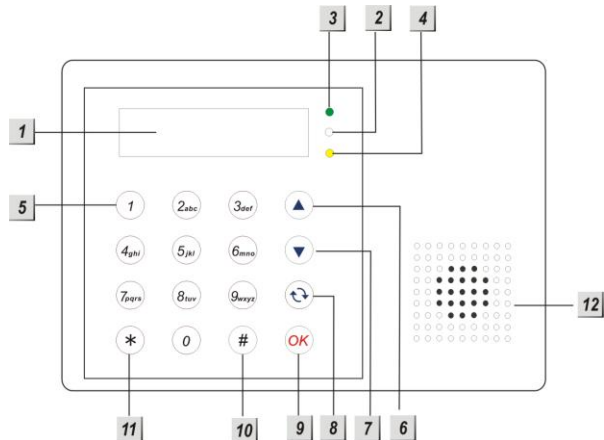 3 2 4
1
5 1 2abc 3def
4ghi 5jkl 6mno
7pqrs 8tuv 9wxyz
12
* 0 # OK
11 10 9 8 7 6